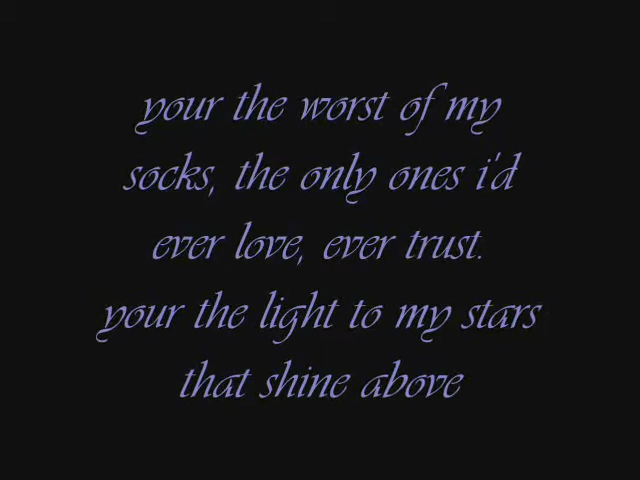 your the worst of my
socks, the only ones i'd
ever love, ever trust.
your the light to my stars
that shine above